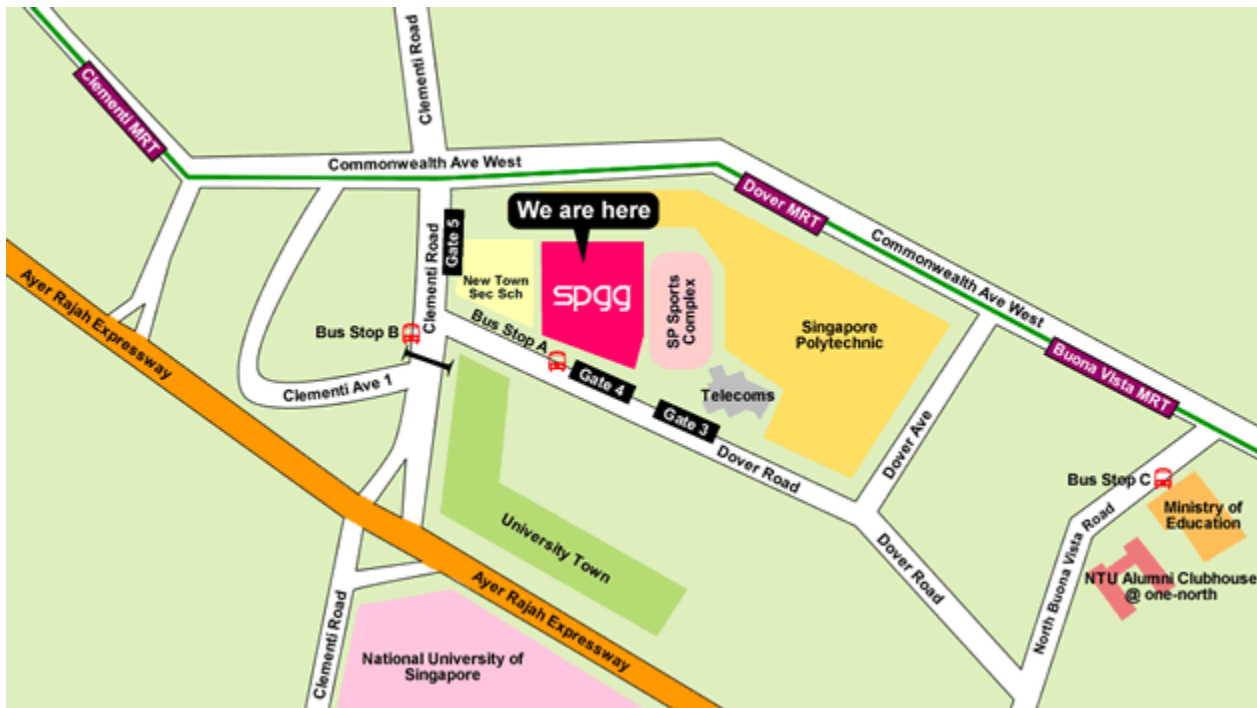 Clementi Road
Clementi MRT
Commonwealth Ave West
We are here
Dover MRT
Gate 5
Clementi Road
Commonwealth Ave West
New Town
Sec Sch
spgg
SP Sports
Complex
Ayer Rajah Expressway
Bus Stop B
Bus Stop A
Singapore
Polytechnic
Buona Vista MRT
Clementi Ave 1
Gate 4
Telecoms
Gate 3
Dover Ave
Dover Road
Bus Stop C
Ministry of
Education
University Town
Dover Road
North Buona Vista Road
NTU Alumni Clubhouse
@ one-north
Ayer Rajah Expressway
Clementi Road
National University of
Singapore